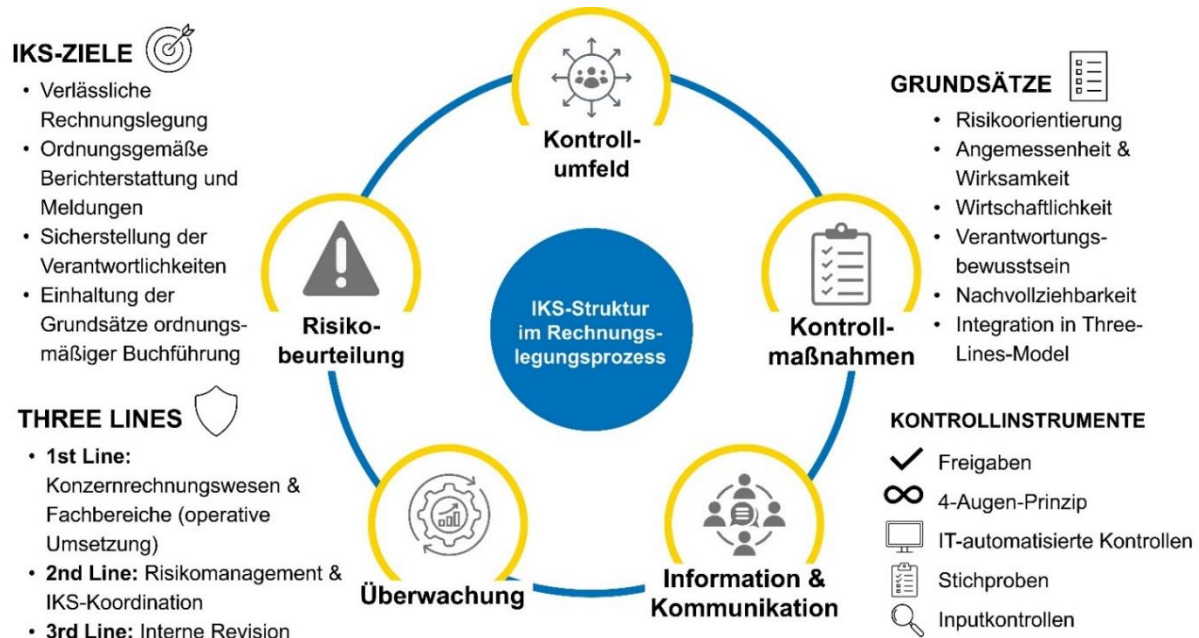 IKS-ZIELE
• Verlässliche
Rechnungslegung
• Ordnungsgemäße
Berichterstattung und
Meldungen
• Sicherstellung der
Verantwortlichkeiten
• Einhaltung der
Grundsätze ordnungs-
mäßiger Buchführung
THREE LINES
• 1st Line:
Konzernrechnungswesen &
Fachbereiche (operative
Umsetzung)
• 2nd Line: Risikomanagement &
IKS-Koordination
• 3rd Line: Interne Revision
Kontroll-
umfeld
Risiko-
beurteilung
IKS-Struktur
im Rechnungs-
legungsprozess
Kontroll-
maßnahmen
Überwachung
Information &
Kommunikation
GRUNDSÄTZE
• Risikoorientierung
• Angemessenheit &
Wirksamkeit
• Wirtschaftlichkeit
• Verantwortungs-
bewusstsein
• Nachvollziehbarkeit
• Integration in Three-
Lines-Model
KONTROLLINSTRUMENTE
Freigaben
4-Augen-Prinzip
IT-automatisierte Kontrollen
Stichproben
Inputkontrollen